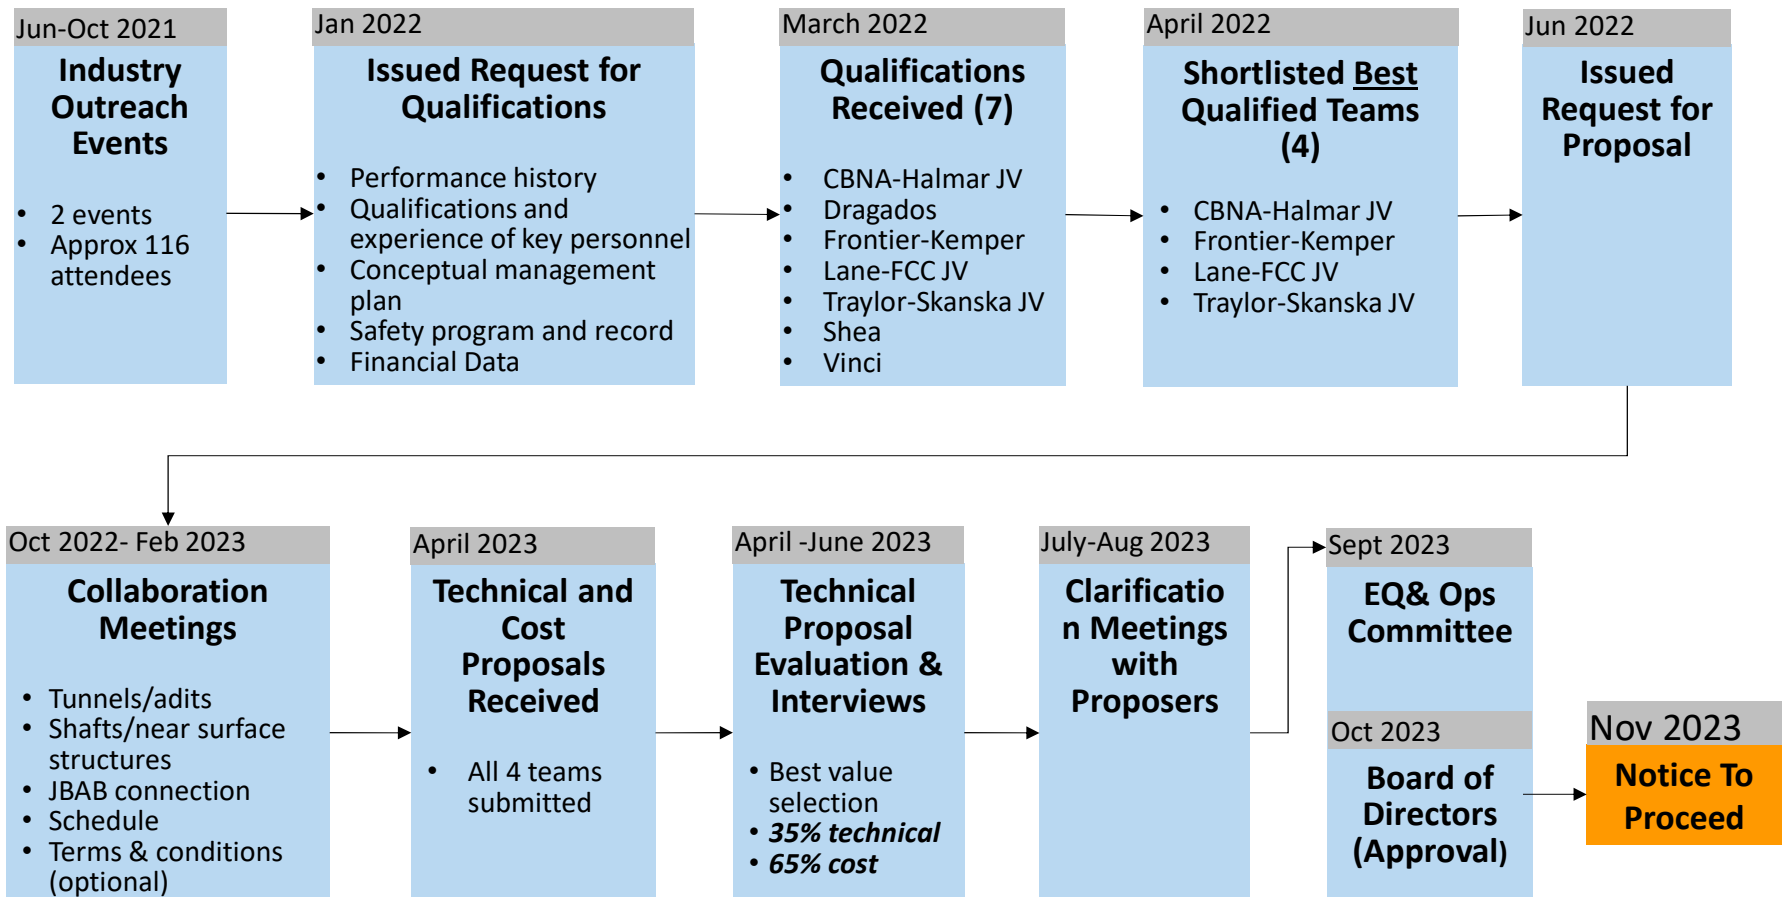 Jun-Oct 2021
Industry
Outreach
Events
• 2 events
• Approx 116
attendees
Jan 2022
Issued Request for
Qualifications
• Performance history
• Qualifications and
experience of key personnel
• Conceptual management
plan
• Safety program and record
• Financial Data
March 2022
Qualifications
Received (7)
• CBNA-Halmar JV
• Dragados
• Frontier-Kemper
• Lane-FCC JV
• Traylor-Skanska JV
• Shea
• Vinci
April 2022
Shortlisted Best
Qualified Teams
(4)
• CBNA-Halmar JV
• Frontier-Kemper
• Lane-FCC JV
• Traylor-Skanska JV
Jun 2022
Issued
Request for
Proposal
Oct 2022- Feb 2023
Collaboration
Meetings
• Tunnels/adits
• Shafts/near surface
structures
• JBAB connection
• Schedule
• Terms & conditions
(optional)
April 2023
Technical and
Cost
Proposals
Received
• All 4 teams
submitted
April -June 2023
Technical
Proposal
Evaluation &
Interviews
• Best value
selection
• 35% technical
• 65% cost
July-Aug 2023
Clarificatio
n Meetings
with
Proposers
Sept 2023
EQ& Ops
Committee
Oct 2023
Board of
Directors
(Approval)
Nov 2023
Notice To
Proceed